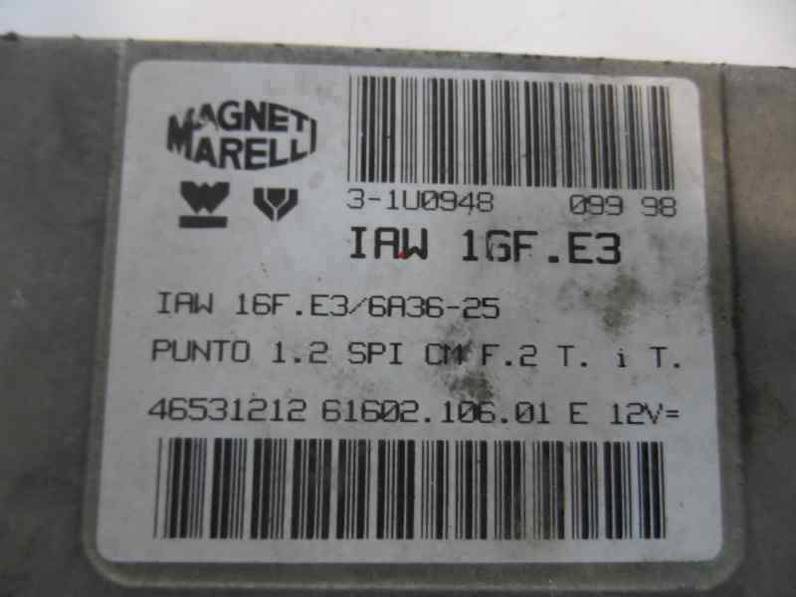 MAGNETI
MARELLI
3-1U0948 099 98
IAW 16F.E3
IAW 16F.E3/6A36-25
PUNTO 1.2 SPI CM F.2 T. i T.
46531212 61602.106.01 E 12V=